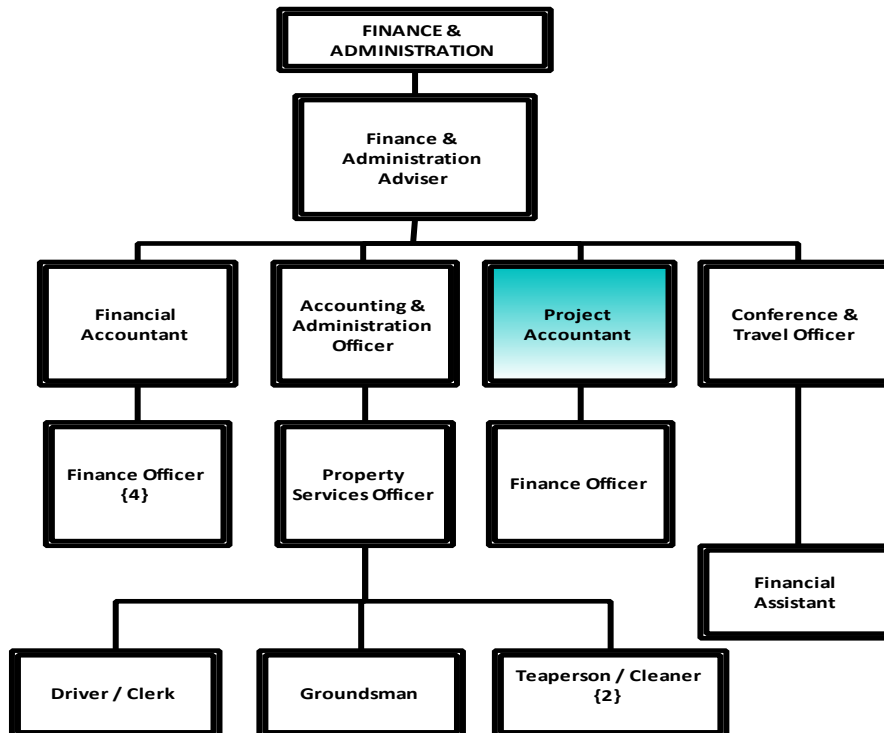 FINANCE &
ADMINISTRATION
Finance &
Administration
Adviser
Financial
Accountant
Accounting &
Administration
Officer
Project
Accountant
Conference &
Travel Officer
Finance Officer
{4}
Property
Services Officer
Finance Officer
Financial
Assistant
Driver / Clerk
Groundsman
Teaperson / Cleaner
{2}